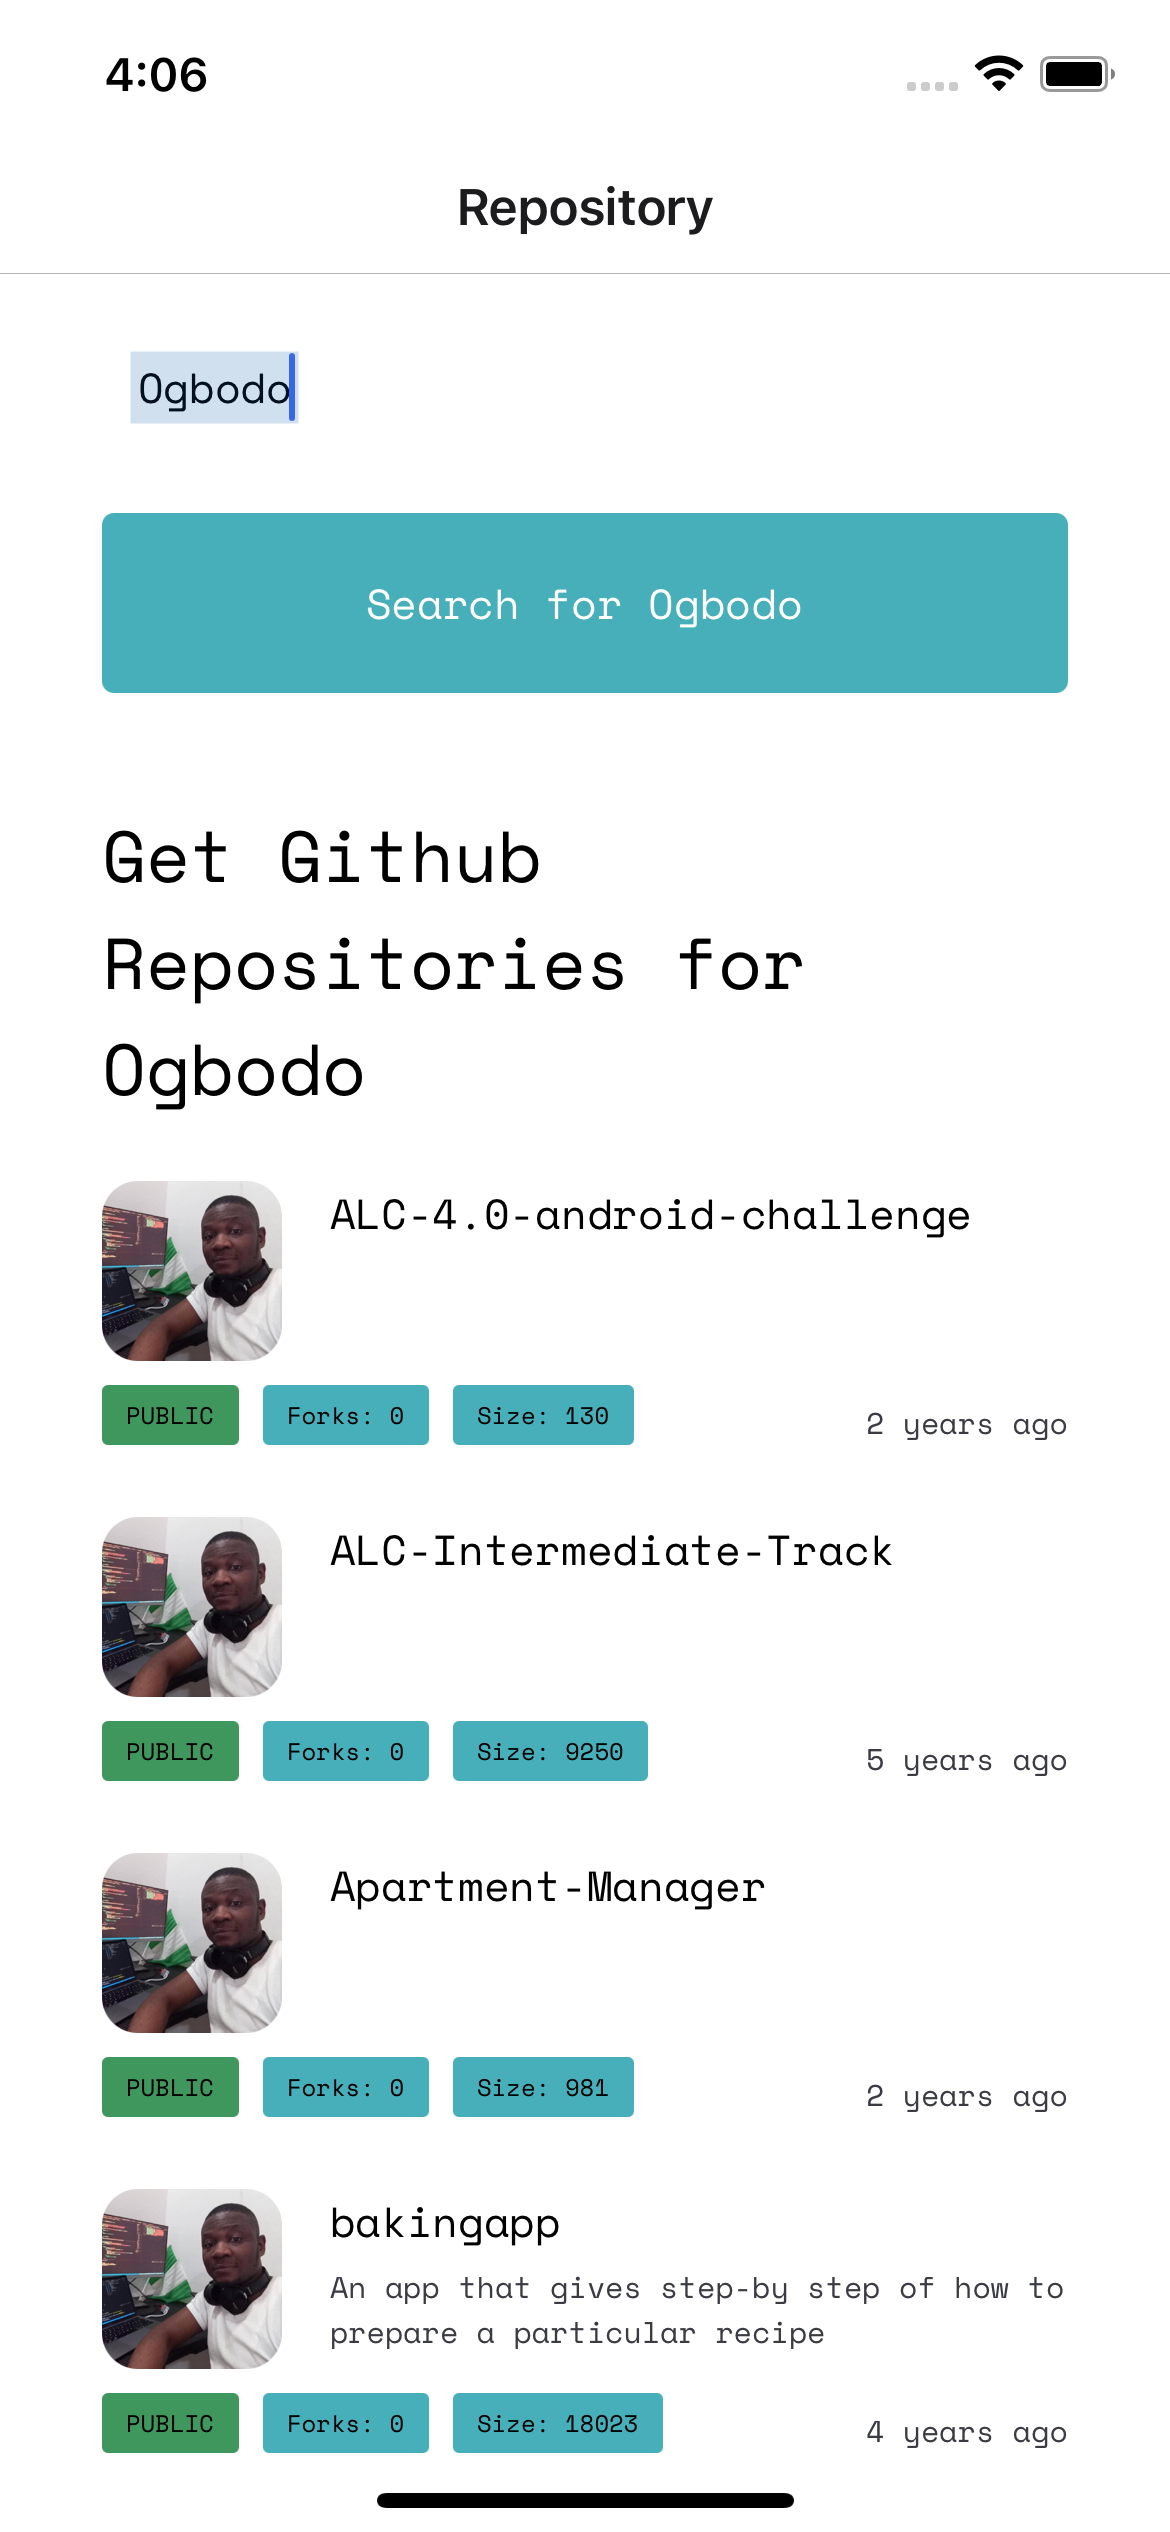 4:06
Repository
Ogbodo
Search for Ogbodo
Get Github
Repositories for
Ogbodo
ALC-4.0-android-challenge
PUBLIC Forks: 0 Size: 130 2 years ago
ALC-Intermediate-Track
PUBLIC Forks: 0 Size: 9250 5 years ago
Apartment-Manager
PUBLIC Forks: 0 Size: 981 2 years ago
bakingapp
An app that gives step-by step of how to
prepare a particular recipe
PUBLIC Forks: 0 Size: 18023 4 years ago